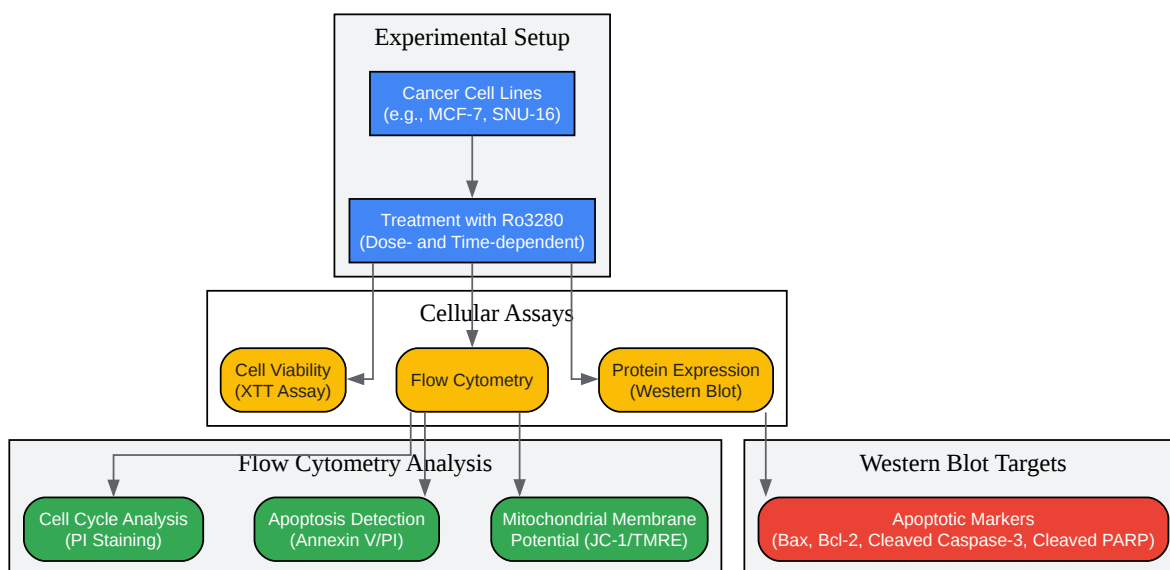 Experimental Setup
Cancer Cell Lines
(e.g., MCF-7, SNU-16)
Treatment with Ro3280
(Dose- and Time-dependent)
Cellular Assays
Cell Viability
(XTT Assay)
Flow Cytometry
Protein Expression
(Western Blot)
Flow Cytometry Analysis
Cell Cycle Analysis
(PI Staining)
Apoptosis Detection
(Annexin V/PI)
Mitochondrial Membrane
Potential (JC-1/TMRE)
Western Blot Targets
Apoptotic Markers
(Bax, Bcl-2, Cleaved Caspase-3, Cleaved PARP)